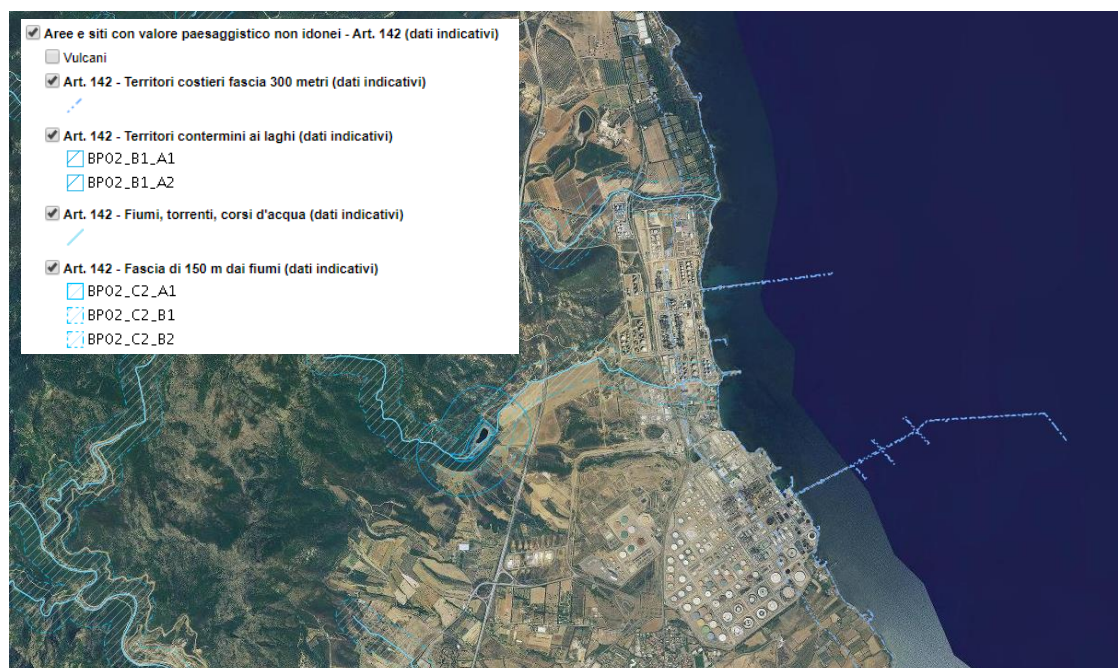 Aree e siti con valore paesaggistico non idonei - Art. 142 (dati indicativi)
Vulcani
Art. 142 - Territori costieri fascia 300 metri (dati indicativi)
Art. 142 - Territori contermini ai laghi (dati indicativi)
BP02_B1_A1
BP02_B1_A2
Art. 142 - Fiumi, torrenti, corsi d'acqua (dati indicativi)
Art. 142 - Fascia di 150 m dai fiumi (dati indicativi)
BP02_C2_A1
BP02_C2_B1
BP02_C2_B2